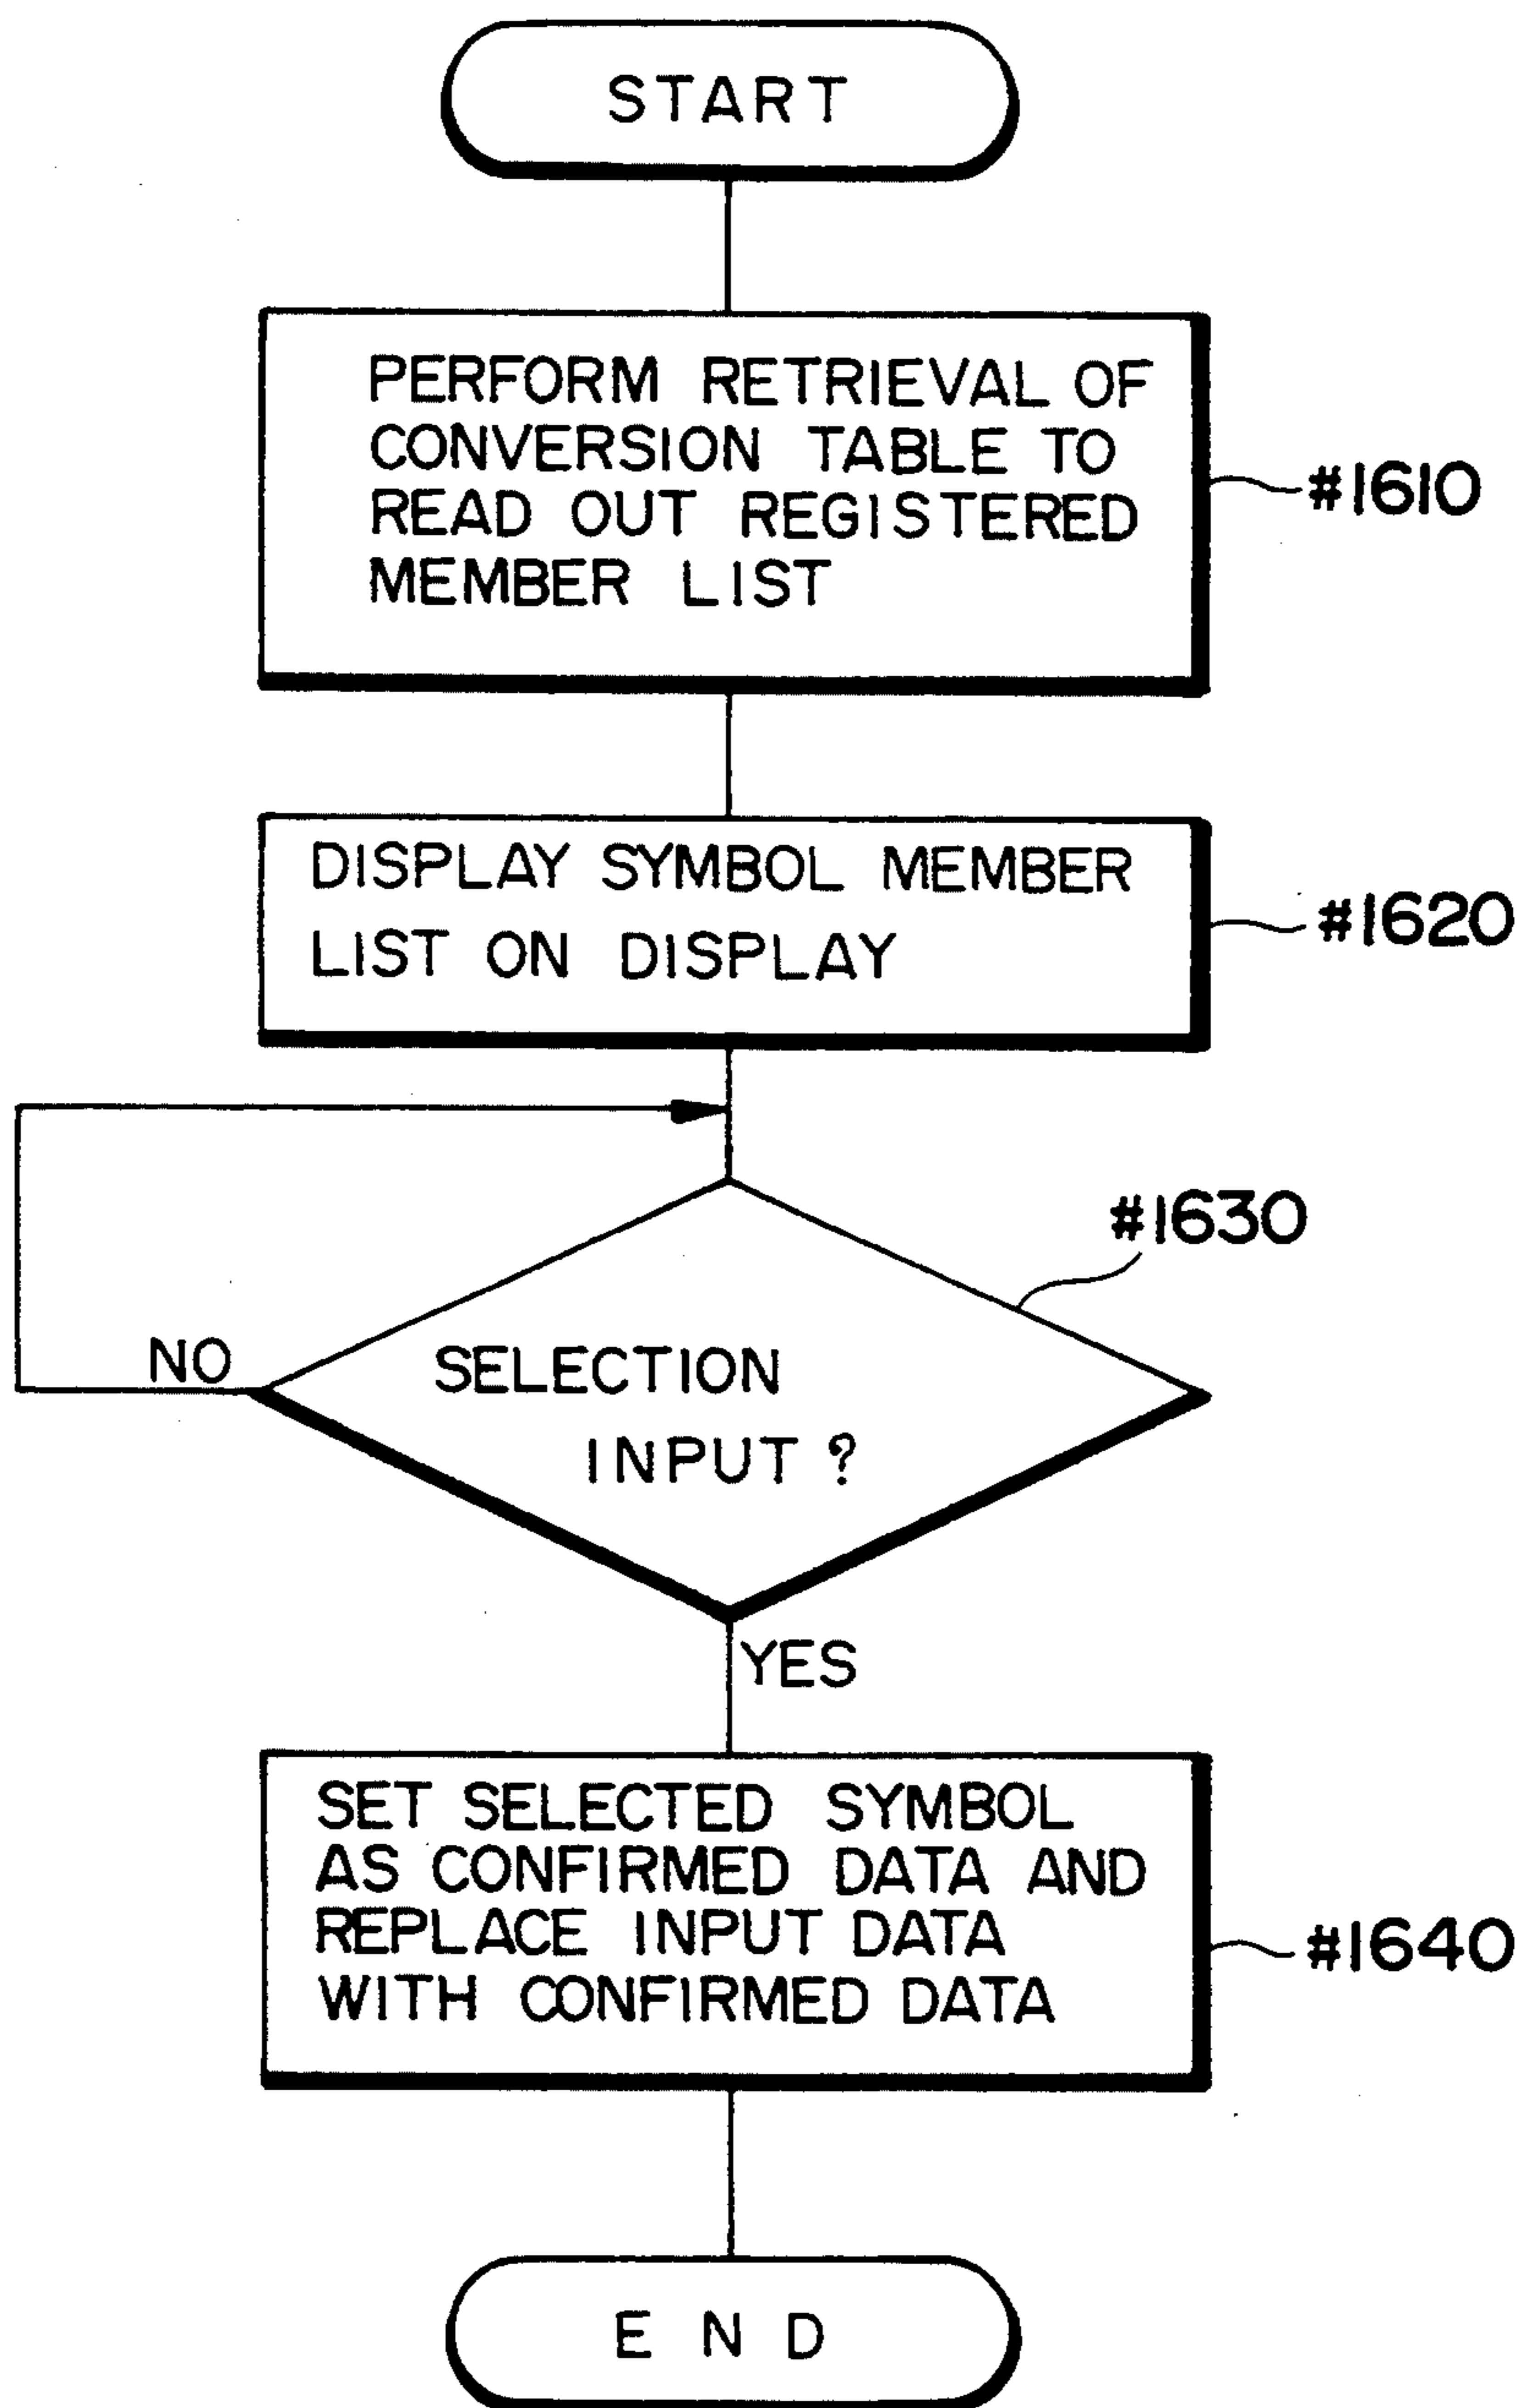 START
PERFORM RETRIEVAL OF
CONVERSION TABLE TO
READ OUT REGISTERED
MEMBER LIST
#1610
DISPLAY SYMBOL MEMBER
LIST ON DISPLAY
#1620
#1630
NO
SELECTION
INPUT ?
YES
SET SELECTED SYMBOL
AS CONFIRMED DATA AND
REPLACE INPUT DATA
WITH CONFIRMED DATA
#1640
END